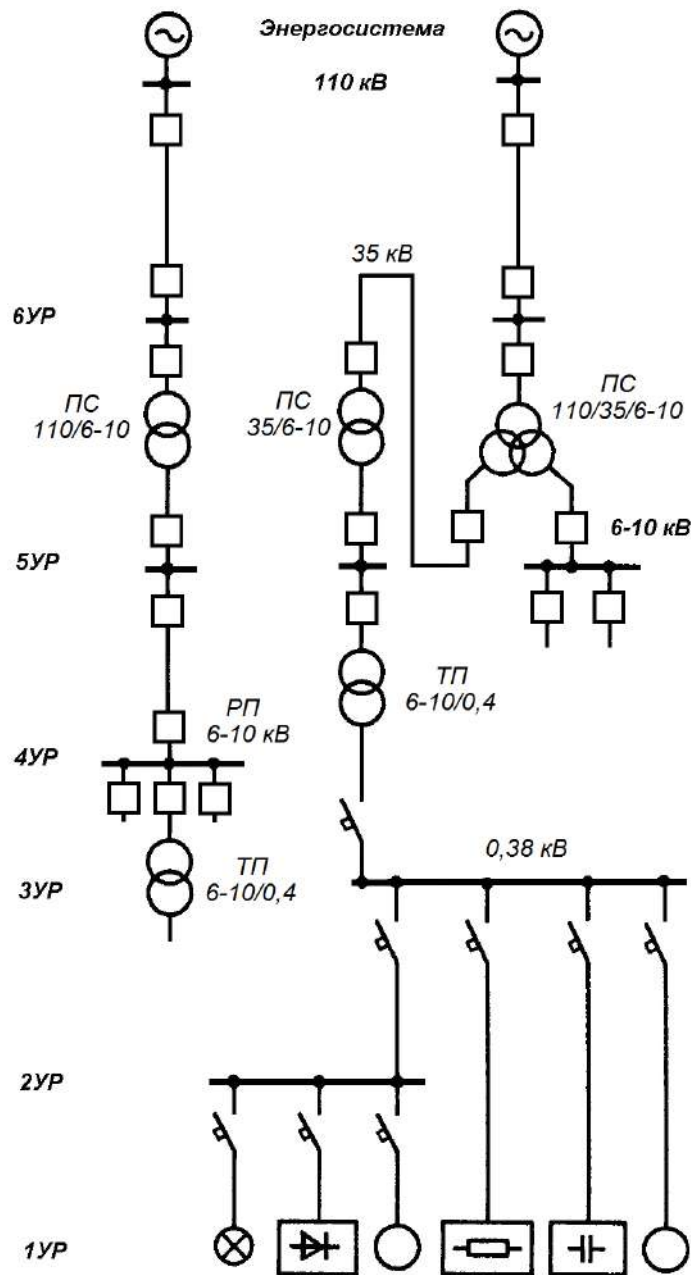 Энергосистема
110 кВ
35 кВ
6УР
ПС
110/6-10
ПС
35/6-10
ПС
110/35/6-10
6-10 кВ
5УР
ТП
6-10/0,4
РП
6-10 кВ
4УР
0,38 кВ
ТП
6-10/0,4
3УР
2УР
1УР